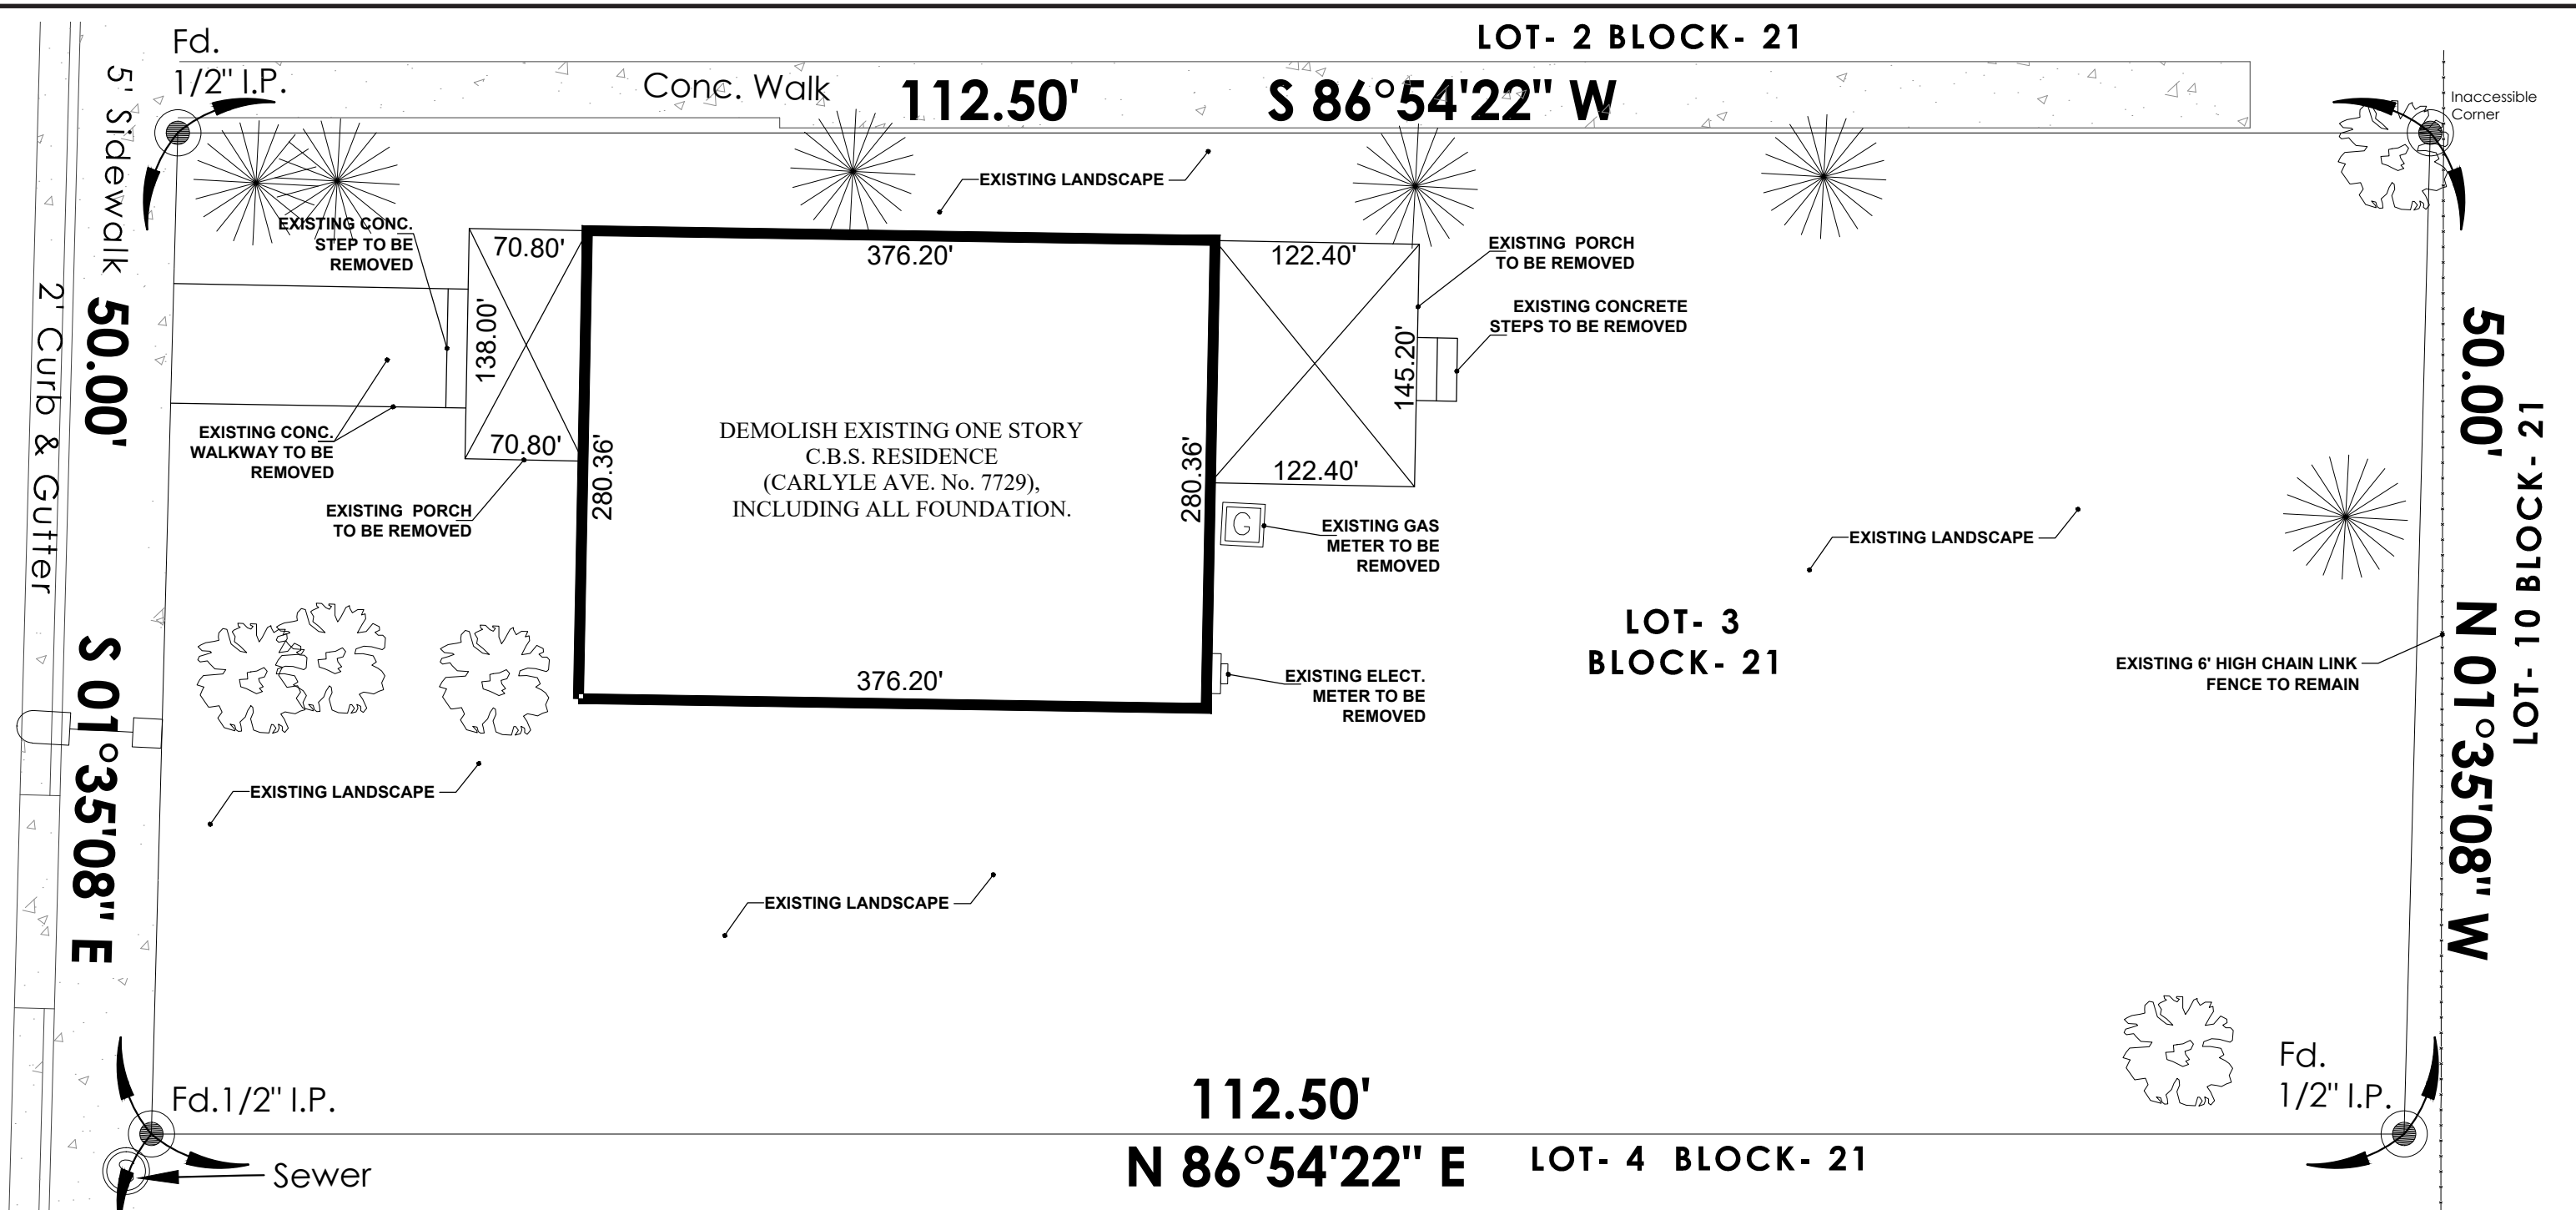 LOT- 2 BLOCK- 21
Fd.
1/2" I.P.
Conc. Walk
112.50'
S 86°54'22" W
Inaccessible
Corner
5' Sidewalk
2' Curb & Gutter
50.00'
S 01°35'08" E
EXISTING LANDSCAPE
EXISTING CONC.
STEP TO BE
REMOVED
70.80'
138.00'
70.80'
EXISTING CONC.
WALKWAY TO BE
REMOVED
EXISTING PORCH
TO BE REMOVED
376.20'
280.36'
DEMOLISH EXISTING ONE STORY
C.B.S. RESIDENCE
(CARLYLE AVE. No. 7729),
INCLUDING ALL FOUNDATION.
280.36'
376.20'
122.40'
145.20'
122.40'
EXISTING PORCH
TO BE REMOVED
EXISTING CONCRETE
STEPS TO BE REMOVED
G
EXISTING GAS
METER TO BE
REMOVED
EXISTING ELECT.
METER TO BE
REMOVED
EXISTING LANDSCAPE
LOT- 3
BLOCK- 21
EXISTING 6' HIGH CHAIN LINK
FENCE TO REMAIN
50.00'
N 01°35'08" W
LOT- 10 BLOCK- 21
EXISTING LANDSCAPE
EXISTING LANDSCAPE
Fd.1/2" I.P.
Sewer
112.50'
N 86°54'22" E
LOT- 4 BLOCK- 21
Fd.
1/2" I.P.